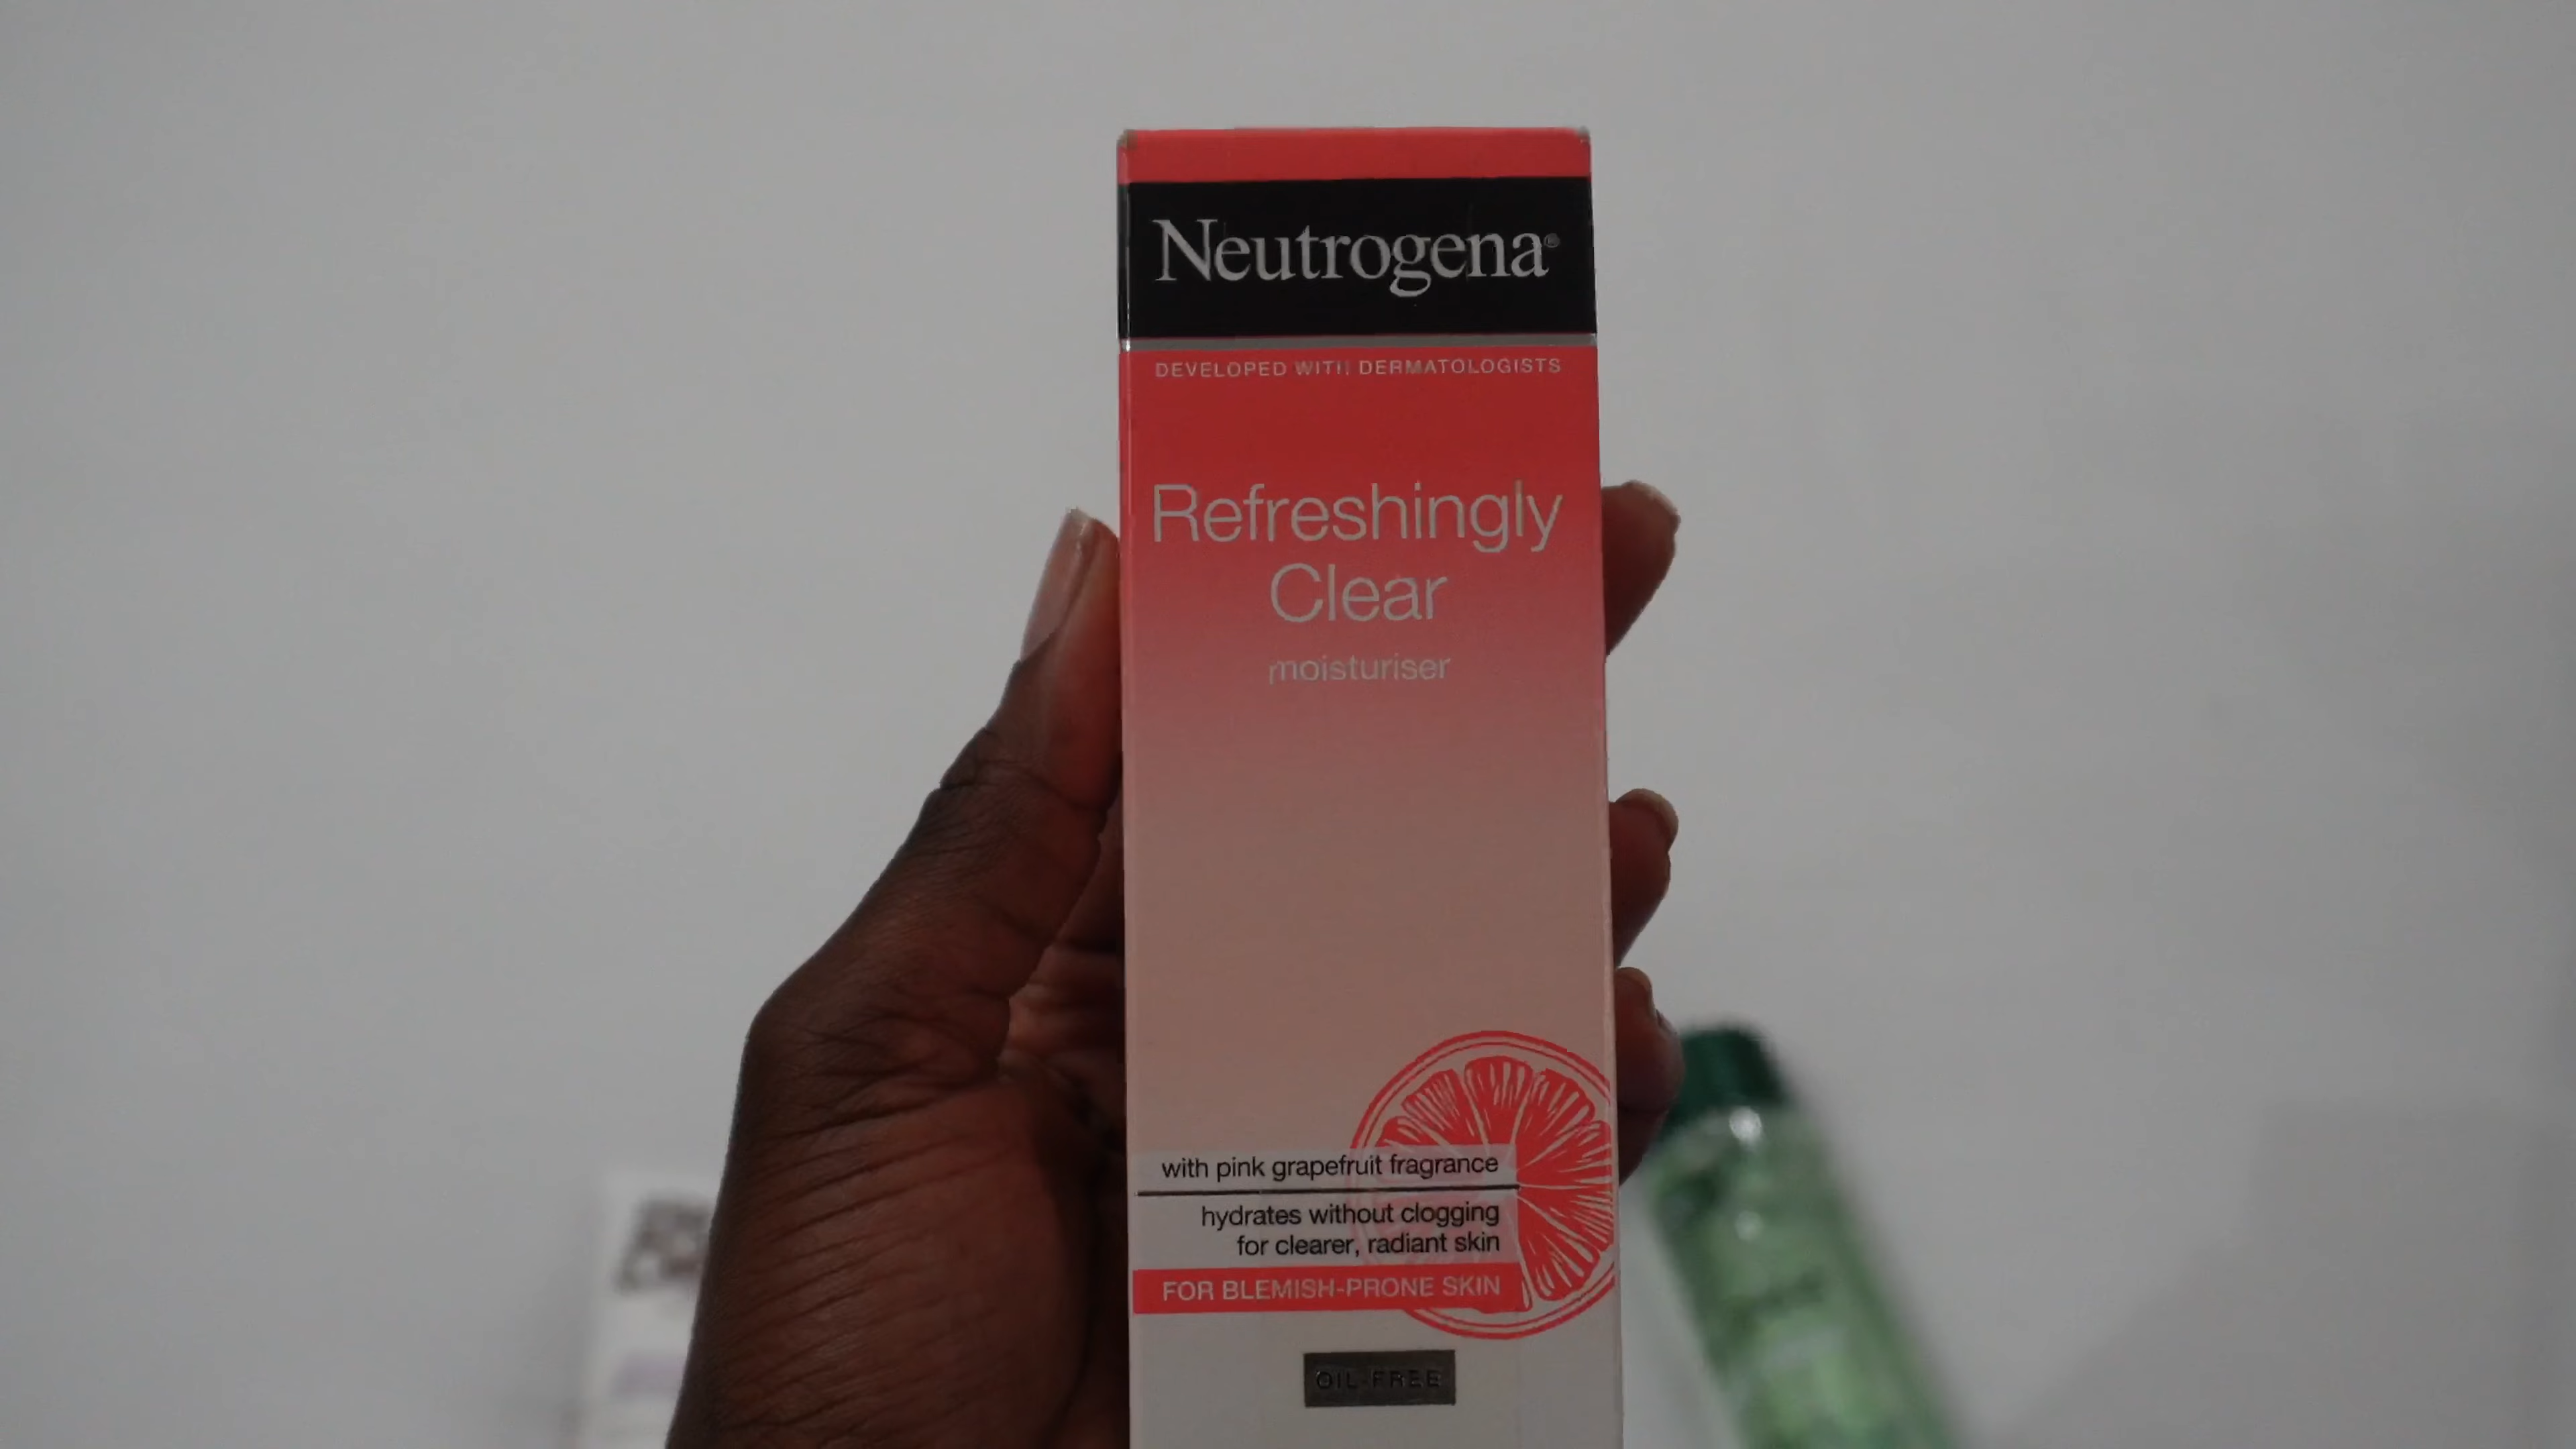 Neutrogena®
DEVELOPED WITH DERMATOLOGISTS
Refreshingly
Clear
moisturiser
with pink grapefruit fragrance
hydrates without clogging
for clearer, radiant skin
FOR BLEMISH-PRONE SKIN
OIL-FREE